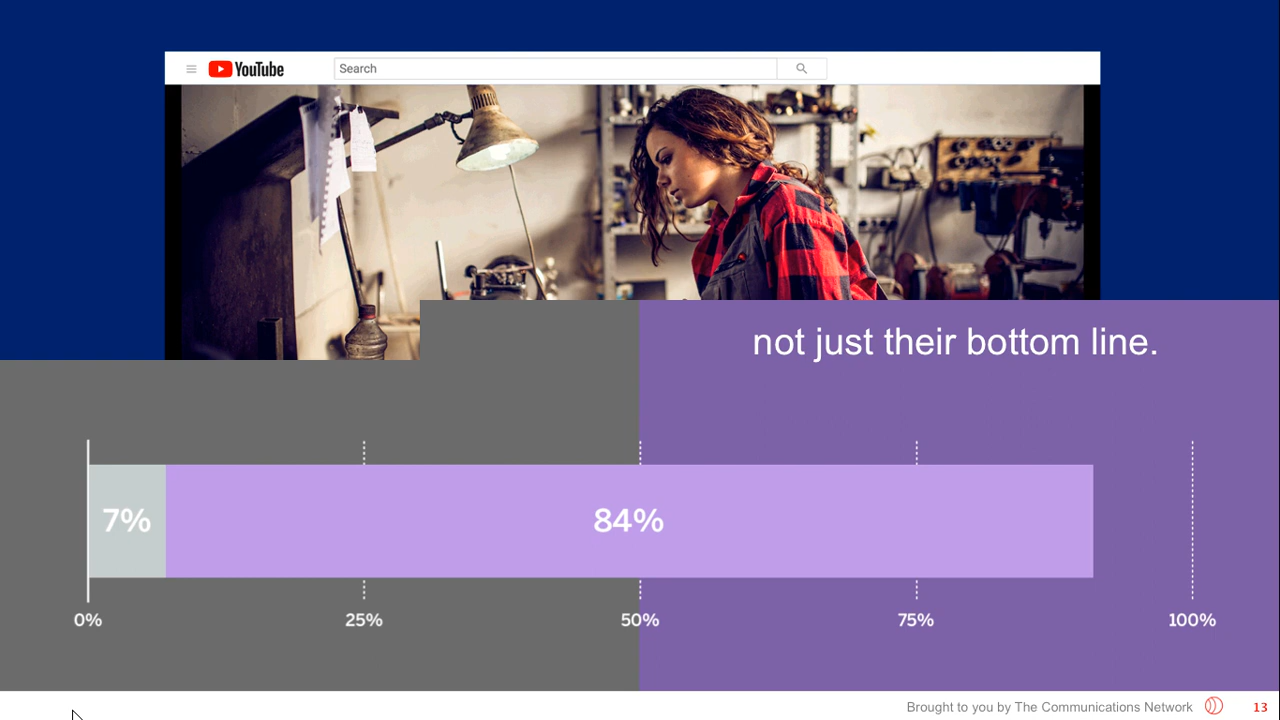 YouTube Search
not just their bottom line.
7% 84%
0% 25% 50% 75% 100%
Brought to you by The Communications Network 13